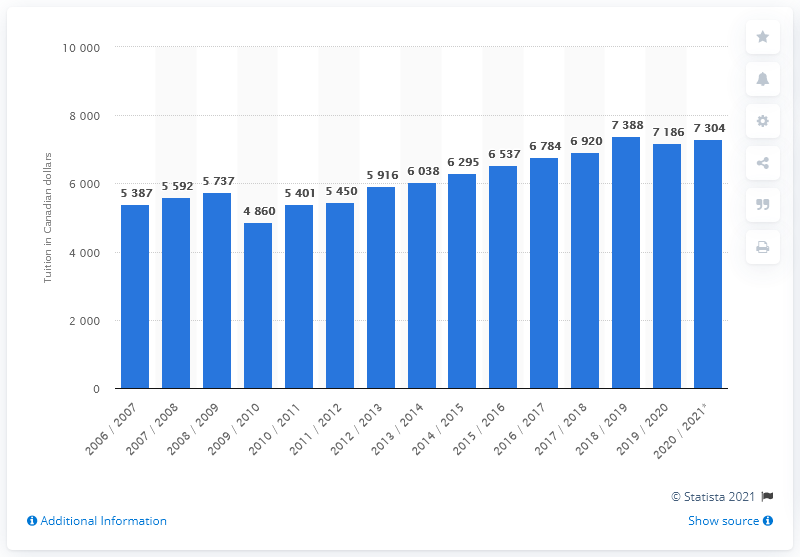 10 000
8 000
6 000
4 000
2 000
0
Tuition in Canadian dollars
5 387
5 592
5 737
4 860
5 401
5 450
5 916
6 038
6 295
6 537
6 784
6 920
7 388
7 186
7 304
2006 / 2007
2007 / 2008
2008 / 2009
2009 / 2010
2010 / 2011
2011 / 2012
2012 / 2013
2013 / 2014
2014 / 2015
2015 / 2016
2016 / 2017
2017 / 2018
2018 / 2019
2019 / 2020
2020 / 2021*
© Statista 2021
Additional Information
Show source